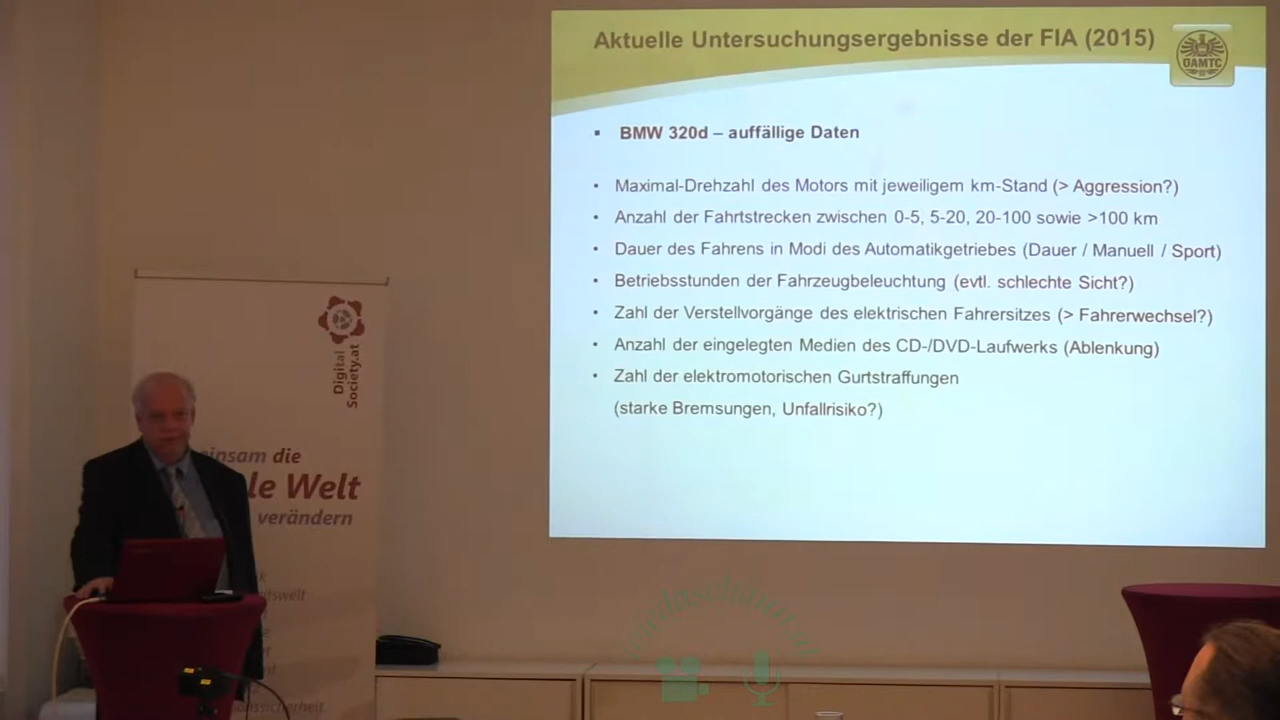 Aktuelle Untersuchungsergebnisse der FIA (2015)
ÖAMTC
▪ BMW 320d – auffällige Daten
• Maximal-Drehzahl des Motors mit jeweiligem km-Stand (> Aggression?)
• Anzahl der Fahrtstrecken zwischen 0-5, 5-20, 20-100 sowie >100 km
• Dauer des Fahrens in Modi des Automatikgetriebes (Dauer / Manuell / Sport)
• Betriebsstunden der Fahrzeugbeleuchtung (evtl. schlechte Sicht?)
• Zahl der Verstellvorgänge des elektrischen Fahrersitzes (> Fahrerwechsel?)
• Anzahl der eingelegten Medien des CD-/DVD-Laufwerks (Ablenkung)
• Zahl der elektromotorischen Gurtstraffungen
(starke Bremsungen, Unfallrisiko?)
Digital
Society.at
einsam die
le Welt
verändern